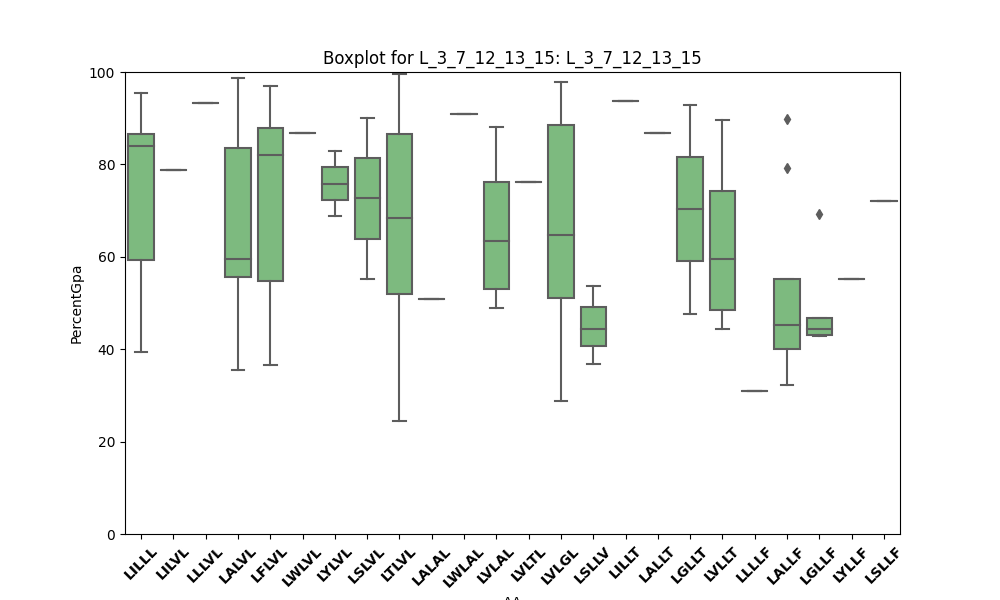 Boxplot for L_3_7_12_13_15: L_3_7_12_13_15
100
80
60
40
20
0
PercentGpa
LILLL LILVL LLLVL LALVL LFLVL LWLVL LYLVL LSLVL LTLVL LALAL LWLAL LVLAL LVLTL LVLGL LSLLV LILLT LALLT LGLLT LVLLT LLLLF LALLF LGLLF LYLLF LSLLF
AA